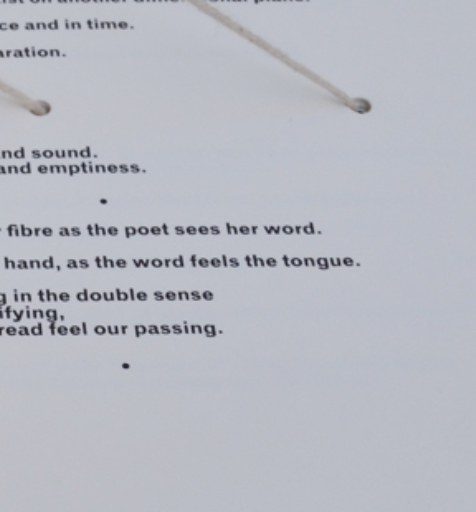 ce and in time.
aration.
nd sound.
and emptiness.
fibre as the poet sees her word.
hand, as the word feels the tongue.
g in the double sense
ifying,
read feel our passing.